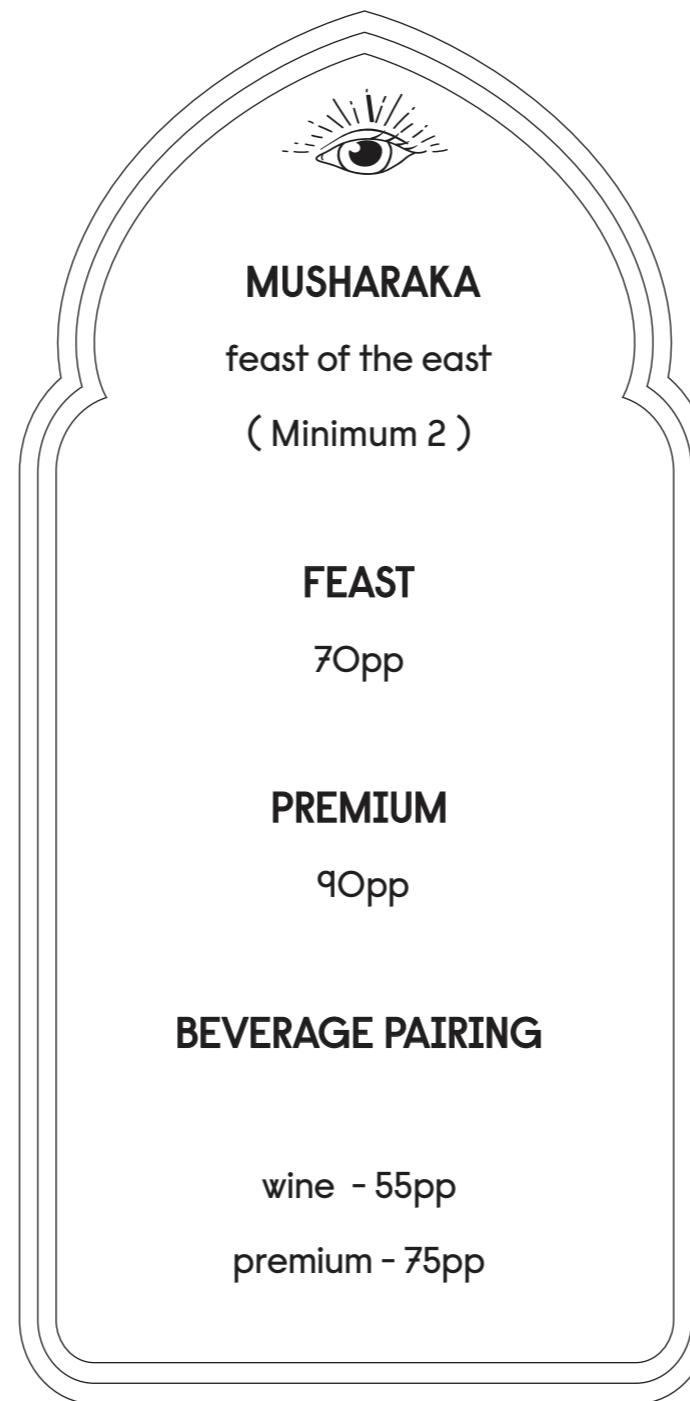 MUSHARAKA
feast of the east
( Minimum 2 )
FEAST
70pp
PREMIUM
90pp
BEVERAGE PAIRING
wine - 55pp
premium - 75pp